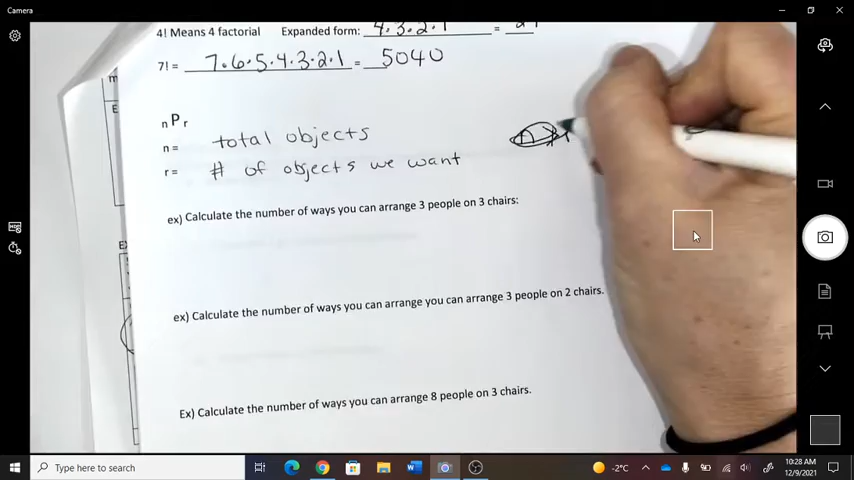 Camera
4! Means 4 factorial Expanded form: 4.3.2.1 =
7! = 7.6.5.4.3.2.1 = 5040
nPr
n= total objects
r= # of objects we want
ex) Calculate the number of ways you can arrange 3 people on 3 chairs:
ex) Calculate the number of ways you can arrange you can arrange 3 people on 2 chairs.
Ex) Calculate the number of ways you can arrange 8 people on 3 chairs.
Type here to search
-2°C
10:28 AM
12/9/2021